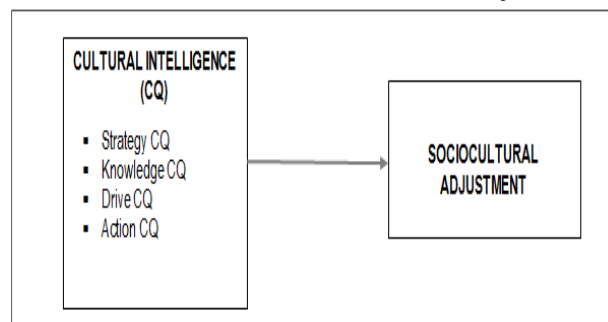 CULTURAL INTELLIGENCE
(CQ)
▪ Strategy CQ
▪ Knowledge CQ
▪ Drive CQ
▪ Action CQ
SOCIOCULTURAL
ADJUSTMENT